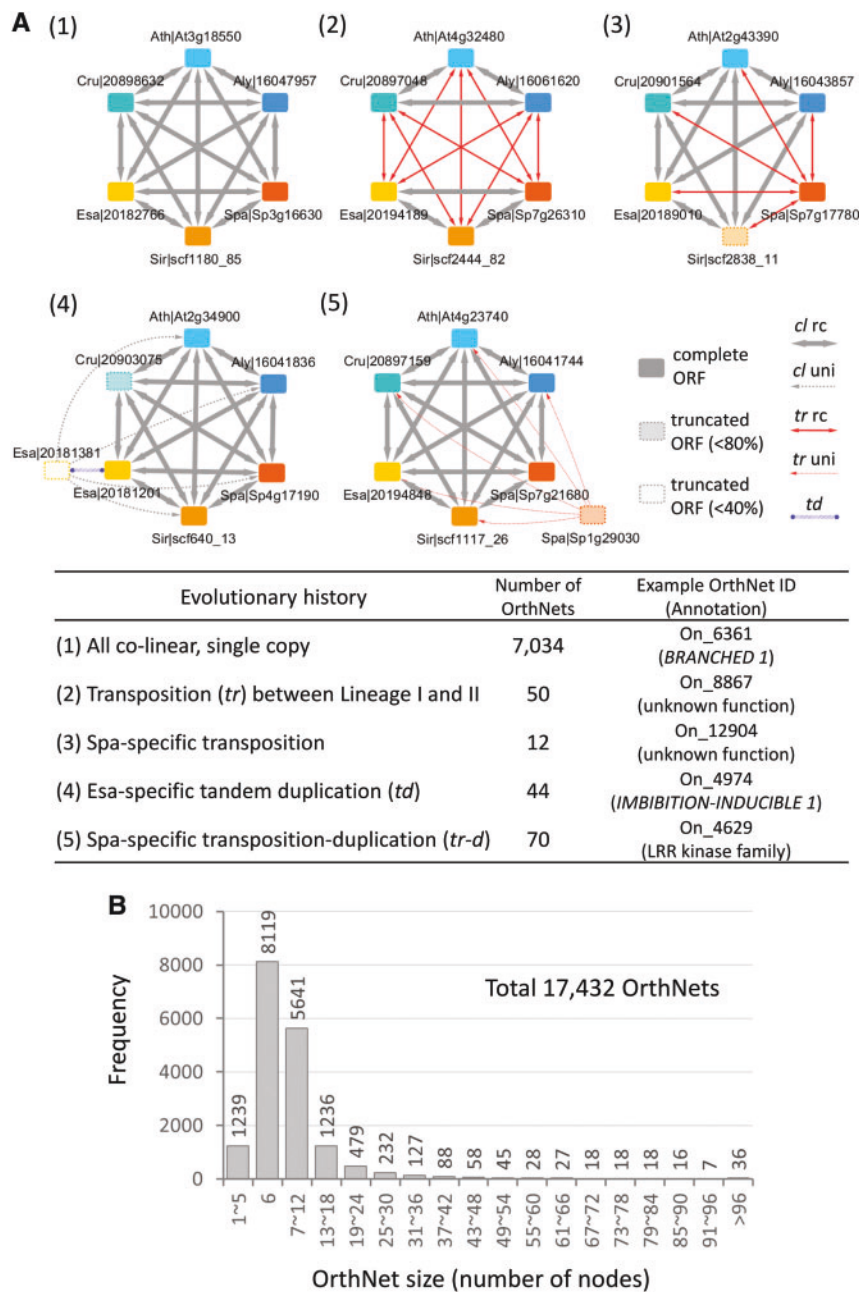 A
(1)
Ath|At3g18550
Cru|20898632
Aly|16047957
Esa|20182766
Spa|Sp3g16630
Sir|scf1180_85
(2)
Ath|At4g32480
Cru|20897048
Aly|16061620
Esa|20194189
Spa|Sp7g26310
Sir|scf2444_82
(3)
Ath|At2g43390
Cru|20901564
Aly|16043857
Esa|20189010
Spa|Sp7g17780
Sir|scf2838_11
(4)
Ath|At2g34900
Cru|20903075
Aly|16041836
Esa|20181381
Esa|20181201
Spa|Sp4g17190
Sir|scf640_13
(5)
Ath|At4g23740
Cru|20897159
Aly|16041744
Esa|20194848
Spa|Sp7g21680
Sir|scf1117_26
Spa|Sp1g29030
complete
ORF
truncated
ORF (<80%)
truncated
ORF (<40%)
cl rc
cl uni
tr rc
tr uni
td
Evolutionary history
Number of
OrthNets
Example OrthNet ID
(Annotation)
(1) All co-linear, single copy
7,034
On_6361
(BRANCHED 1)
(2) Transposition (tr) between Lineage I and II
50
On_8867
(unknown function)
(3) Spa-specific transposition
12
On_12904
(unknown function)
(4) Esa-specific tandem duplication (td)
44
On_4974
(IMBIBITION-INDUCIBLE 1)
(5) Spa-specific transposition-duplication (tr-d)
70
On_4629
(LRR kinase family)
B
Frequency
10000
8000
6000
4000
2000
0
Total 17,432 OrthNets
1239
8119
5641
1236
479
232
127
88
58
45
28
27
18
18
18
16
7
36
1~5
6
7~12
13~18
19~24
25~30
31~36
37~42
43~48
49~54
55~60
61~66
67~72
73~78
79~84
85~90
91~96
>96
OrthNet size (number of nodes)